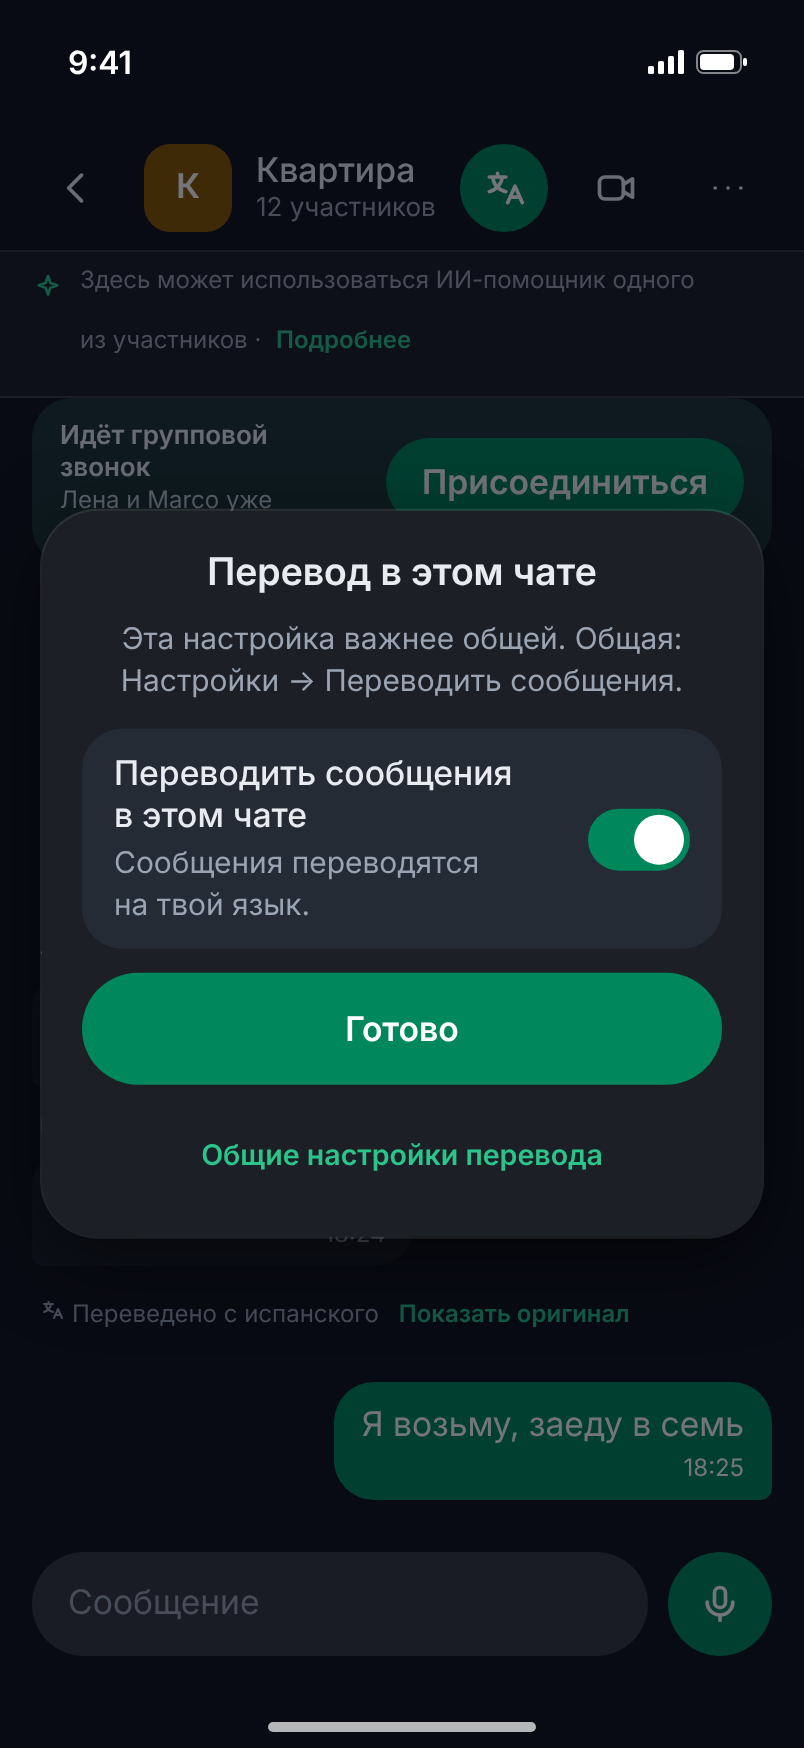 9:41
К
Квартира
12 участников
Здесь может использоваться ИИ-помощник одного
из участников · Подробнее
Идёт групповой
звонок
Лена и Marco уже
Присоединиться
Перевод в этом чате
Эта настройка важнее общей. Общая:
Настройки → Переводить сообщения.
Переводить сообщения
в этом чате
Сообщения переводятся
на твой язык.
Готово
Общие настройки перевода
Переведено с испанского Показать оригинал
Я возьму, заеду в семь
18:25
Сообщение